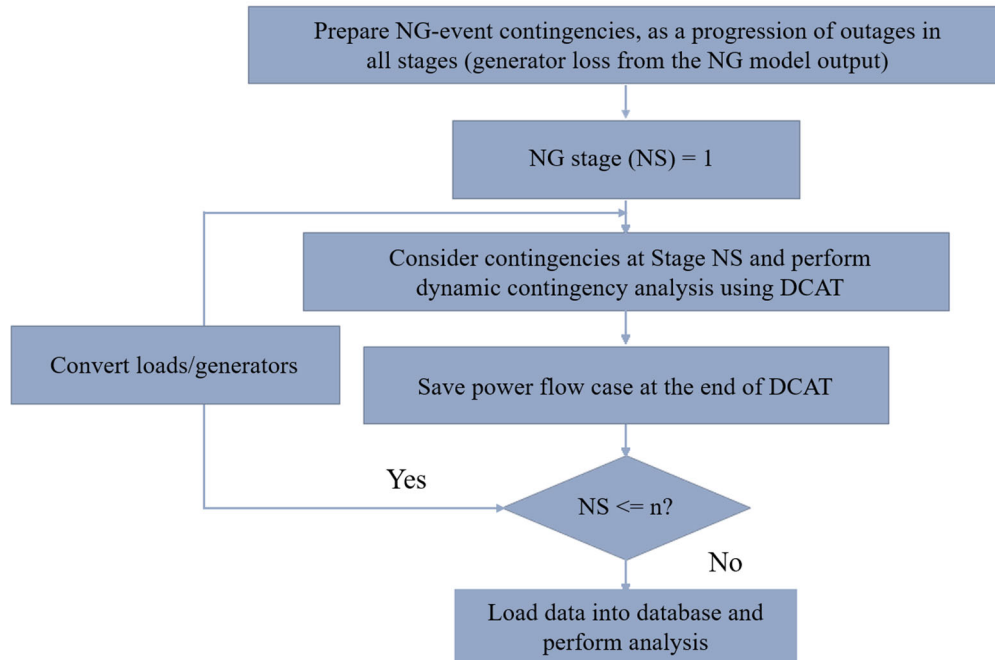 Prepare NG-event contingencies, as a progression of outages in
all stages (generator loss from the NG model output)
NG stage (NS) = 1
Consider contingencies at Stage NS and perform
dynamic contingency analysis using DCAT
Convert loads/generators
Save power flow case at the end of DCAT
Yes
NS <= n?
No
Load data into database and
perform analysis